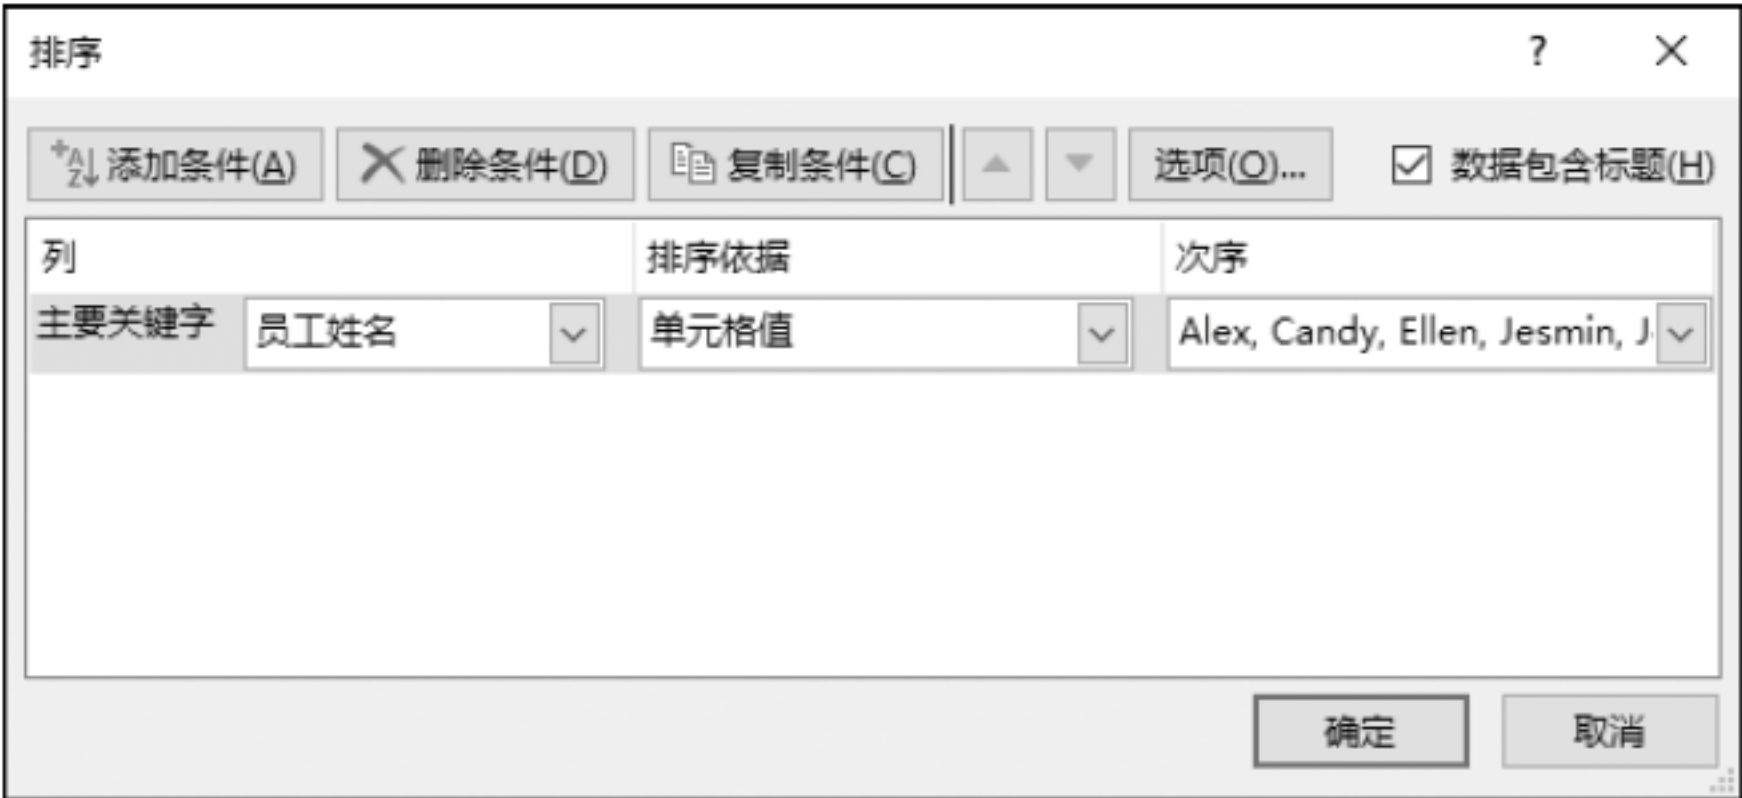 排序 ?
添加条件(A) 删除条件(D) 复制条件(C) 选项(O)... 数据包含标题(H)
列 排序依据 次序
主要关键字 员工姓名 单元格值 Alex, Candy, Ellen, Jesmin, J
确定 取消